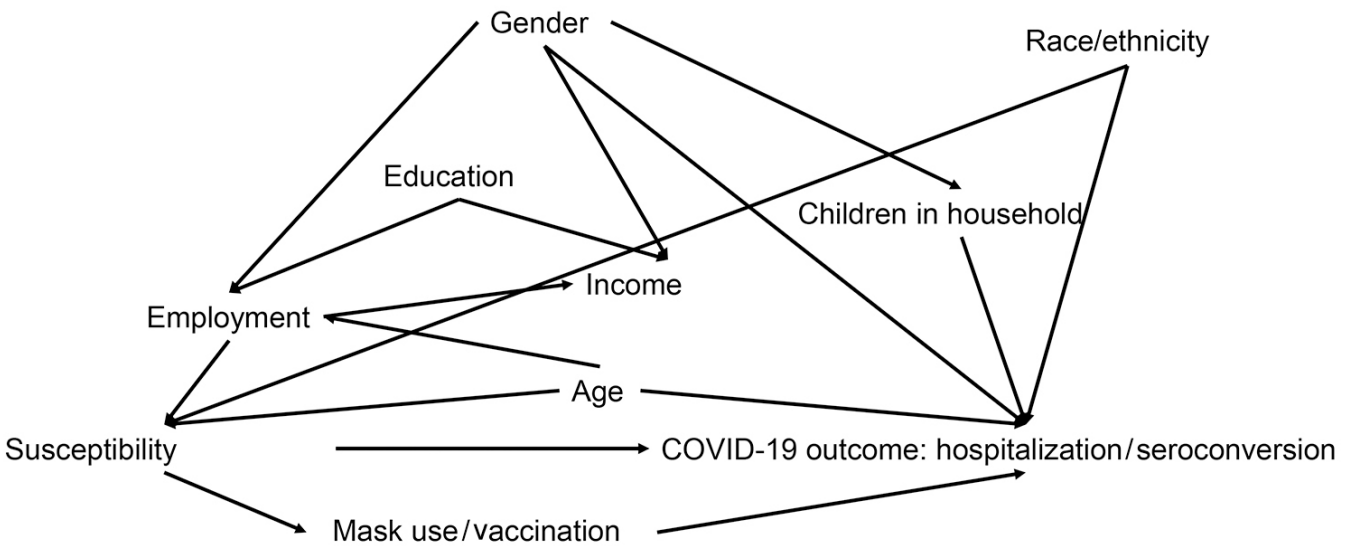 Gender
Race/ethnicity
Education
Children in household
Income
Employment
Age
Susceptibility
COVID-19 outcome: hospitalization/seroconversion
Mask use/vaccination